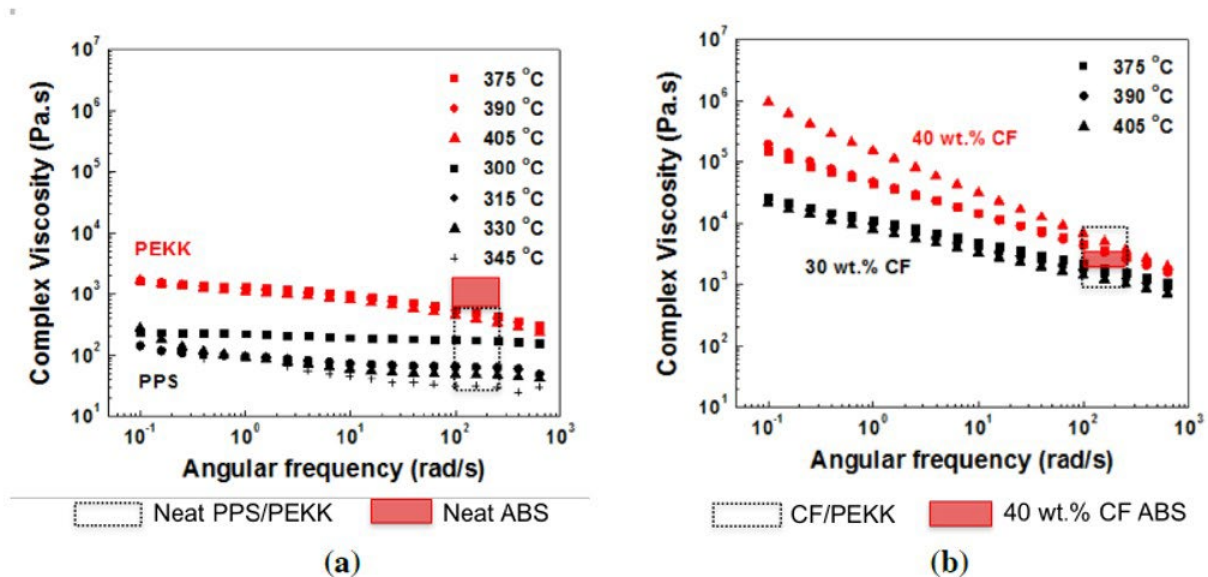 10⁷
10⁶
10⁵
10⁴
10³
10²
10¹
Complex Viscosity (Pa.s)
375 °C
390 °C
405 °C
300 °C
315 °C
330 °C
345 °C
PEKK
PPS
10⁻¹ 10⁰ 10¹ 10² 10³
Angular frequency (rad/s)
Neat PPS/PEKK Neat ABS
(a)
10⁷
10⁶
10⁵
10⁴
10³
10²
10¹
Complex Viscosity (Pa.s)
375 °C
390 °C
405 °C
40 wt.% CF
30 wt.% CF
10⁻¹ 10⁰ 10¹ 10² 10³
Angular frequency (rad/s)
CF/PEKK 40 wt.% CF ABS
(b)